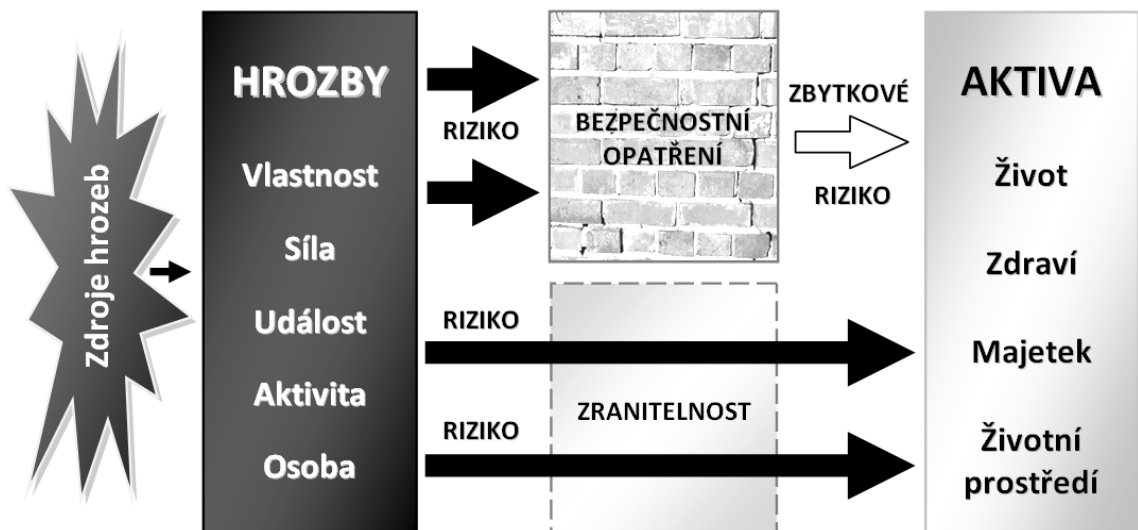 Zdroje hrozeb
HROZBY
Vlastnost
Síla
Událost
Aktivita
Osoba
RIZIKO
BEZPEČNOSTNÍ
OPATŘENÍ
ZBYTKOVÉ
RIZIKO
RIZIKO
ZRANITELNOST
RIZIKO
AKTIVA
Život
Zdraví
Majetek
Životní
prostředí